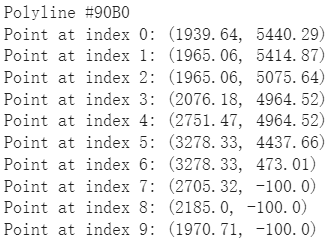 Polyline #90B0
Point at index 0: (1939.64, 5440.29)
Point at index 1: (1965.06, 5414.87)
Point at index 2: (1965.06, 5075.64)
Point at index 3: (2076.18, 4964.52)
Point at index 4: (2751.47, 4964.52)
Point at index 5: (3278.33, 4437.66)
Point at index 6: (3278.33, 473.01)
Point at index 7: (2705.32, -100.0)
Point at index 8: (2185.0, -100.0)
Point at index 9: (1970.71, -100.0)